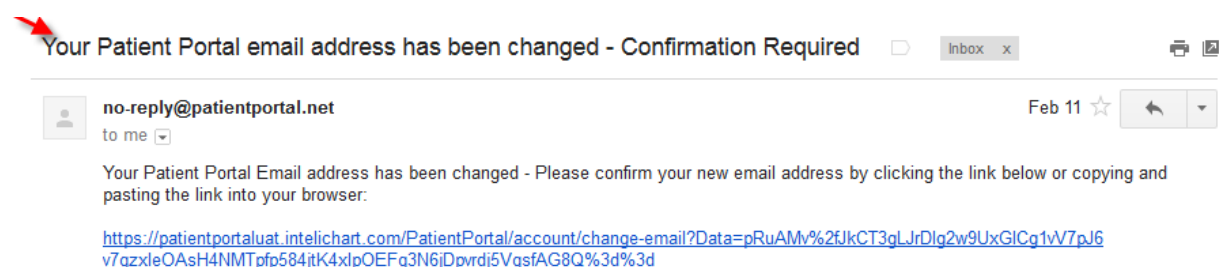 Your Patient Portal email address has been changed - Confirmation Required
Inbox x
no-reply@patientportal.net
Feb 11
to me
Your Patient Portal Email address has been changed - Please confirm your new email address by clicking the link below or copying and
pasting the link into your browser:
https://patientportaluat.intelichart.com/PatientPortal/account/change-email?Data=pRuAMv%2fJkCT3gLJrDlg2w9UxGlCg1vV7pJ6